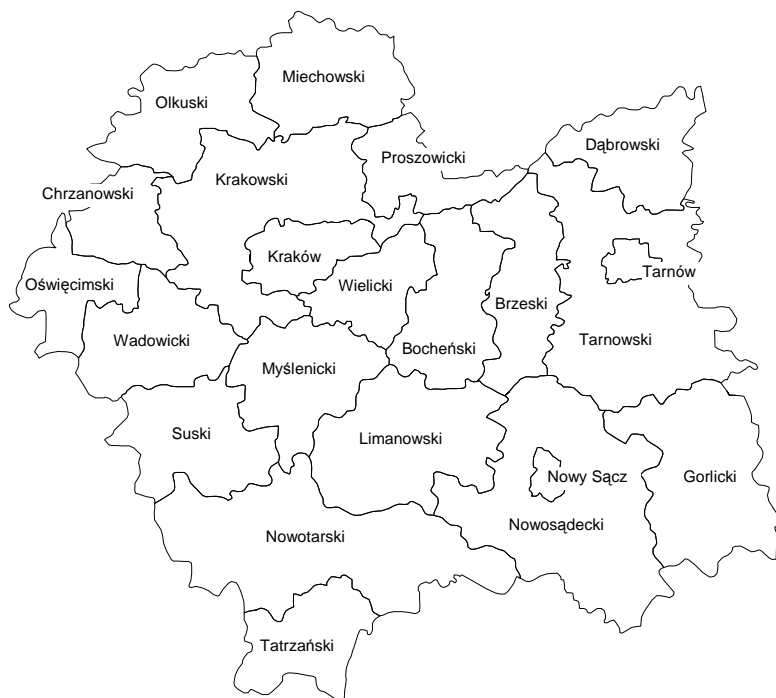 Miechowski
Olkuski
Dąbrowski
Proszowicki
Krakowski
Chrzanowski
Kraków
Tarnów
Oświęcimski
Wielicki
Brzeski
Wadowicki
Bocheński
Tarnowski
Myślenicki
Suski
Limanowski
Nowy Sącz
Gorlicki
Nowosądecki
Nowotarski
Tatrzański